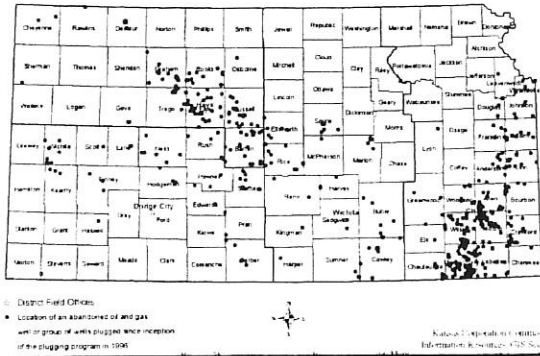 Cheyenne Rawlins Decatur Norton Phillips Smith Jewell Republic Washington Marshall Nemaha Brown Doniphan
Atchison
Sherman Thomas Sheridan Graham Rooks Osborne Mitchell Cloud Clay Riley Pottawatomie Jackson
Jefferson Leavenworth
Lincoln Ottawa
Wallace Logan Gove Trego Hays Russell Geary Wabaunsee Shawnee Douglas Johnson
Ellsworth Saline Dickinson Morris Osage Franklin
Greeley Wichita Scott Lane Ness Rush Barton Rice McPherson Marion Chase Lyon Coffey Anderson
Hamilton Kearny Finney Hodgeman Pawnee Stafford Reno Harvey Greenwood Woodson Bourbon
Dodge City Gray Ford Edwards Wichita Sedgwick Butler
Stanton Grant Haskell Kiowa Pratt Kingman Elk
Morton Stevens Seward Meade Clark Comanche Barber Harper Sumner Cowley Chautauqua Labette Cherokee
District Field Offices
Location of an abandoned oil and gas
well or group of wells plugged since inception
of the plugging program in 1996
Kansas Corporation
Information Resources GIS